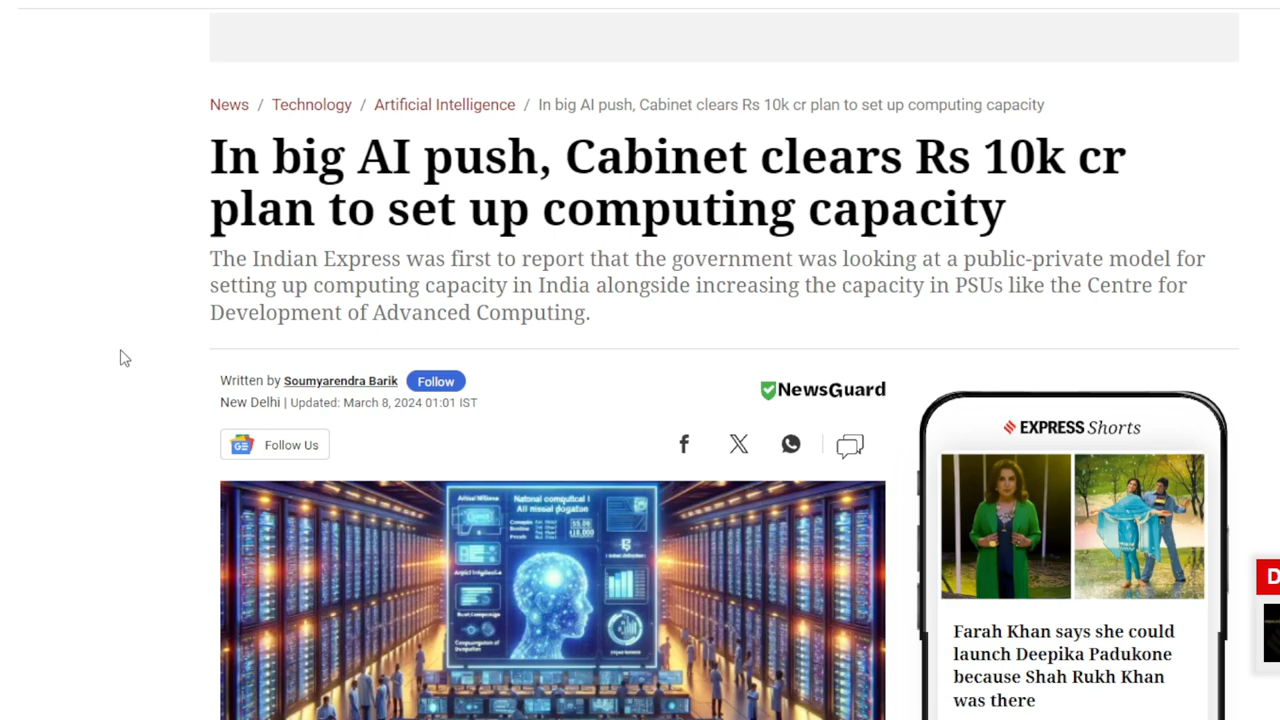 News / Technology / Artificial Intelligence / In big AI push, Cabinet clears Rs 10k cr plan to set up computing capacity
In big AI push, Cabinet clears Rs 10k cr
plan to set up computing capacity
The Indian Express was first to report that the government was looking at a public-private model for
setting up computing capacity in India alongside increasing the capacity in PSUs like the Centre for
Development of Advanced Computing.
Written by Soumyarendra Barik Follow
New Delhi | Updated: March 8, 2024 01:01 IST
NewsGuard
GE Follow Us
EXPRESS Shorts
Farah Khan says she could
launch Deepika Padukone
because Shah Rukh Khan
was there
D